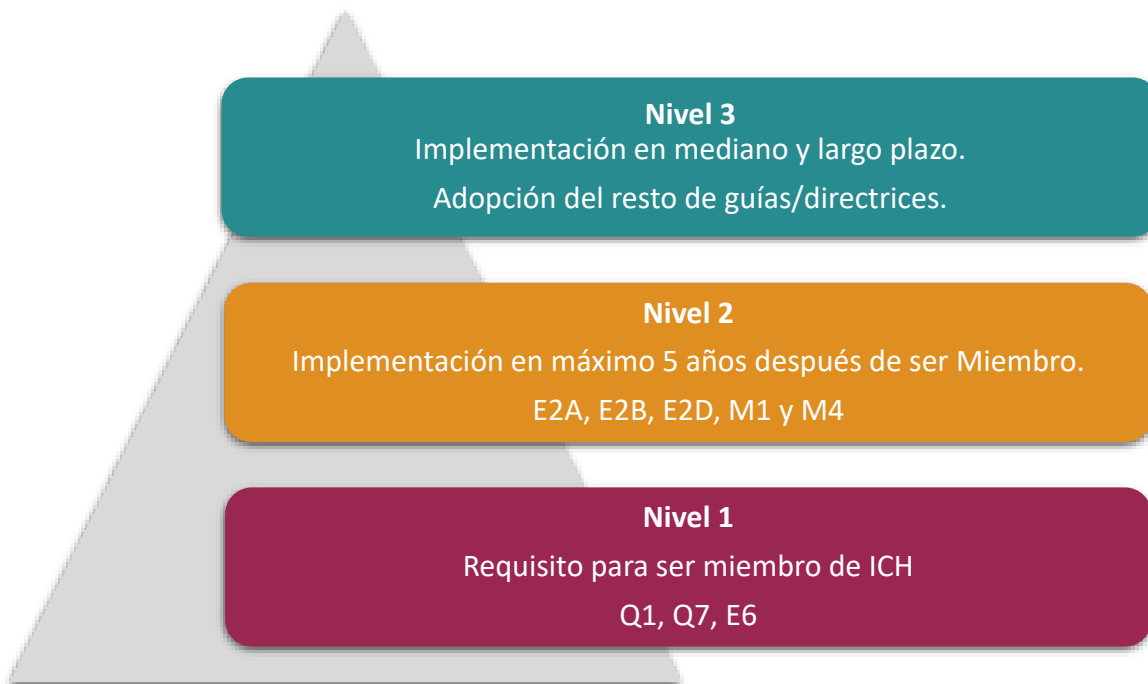 Nivel 3
Implementación en mediano y largo plazo.
Adopción del resto de guías/directrices.
Nivel 2
Implementación en máximo 5 años después de ser Miembro.
E2A, E2B, E2D, M1 y M4
Nivel 1
Requisito para ser miembro de ICH
Q1, Q7, E6